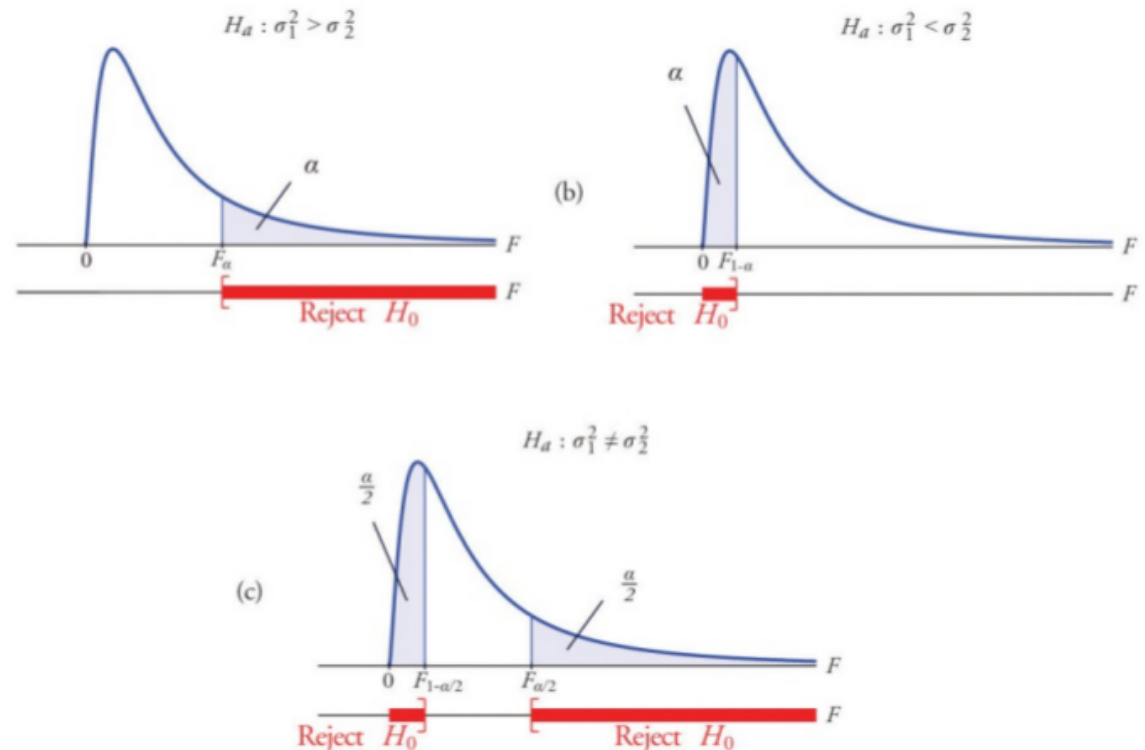 Hₐ : σ₁² > σ₂²
α
F
0
Fα
F
Reject H₀
(b)
Hₐ : σ₁² < σ₂²
α
F
0
F₁₋α
F
Reject H₀
(c)
Hₐ : σ₁² ≠ σ₂²
α/2
α/2
F
0
F₁₋α/₂
Fα/₂
F
Reject H₀
Reject H₀